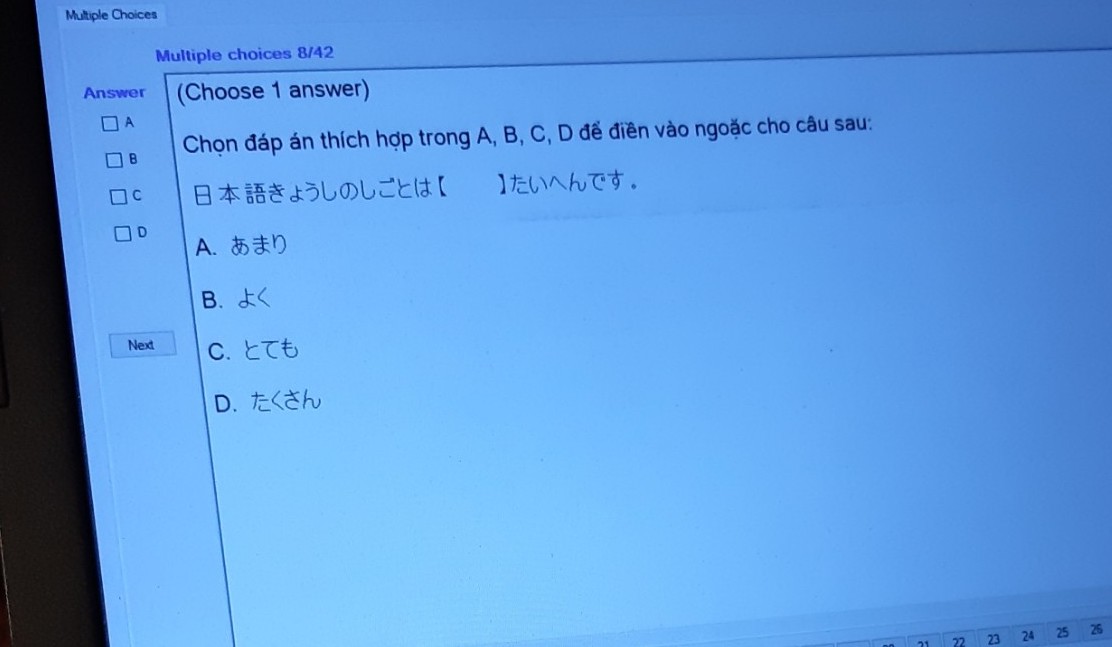 Multiple Choices
Multiple choices 8/42
Answer
A
B
C
D
Next
(Choose 1 answer)
Chọn đáp án thích hợp trong A, B, C, D để điền vào ngoặc cho câu sau:
日本語きょうしのしごとは【 】たいへんです。
A. あまり
B. よく
C. とても
D. たくさん
21 22 23 24 25 26